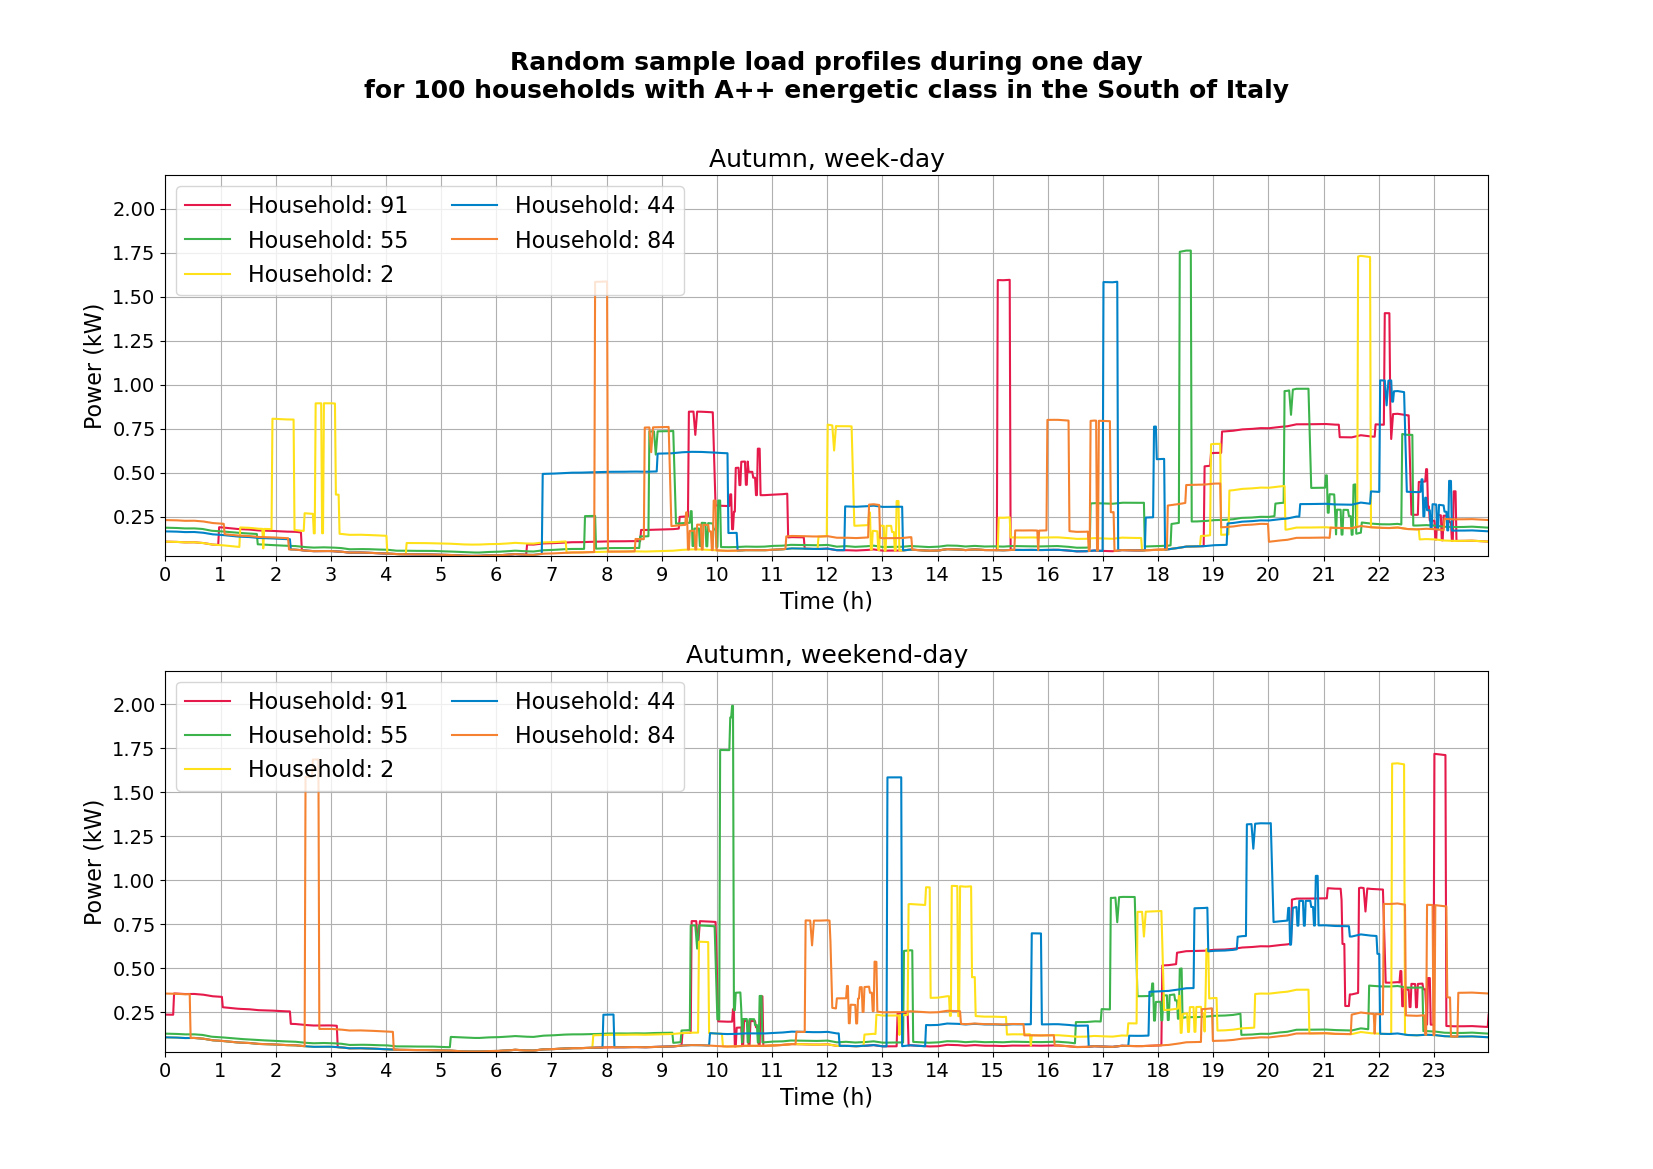 Random sample load profiles during one day
for 100 households with A++ energetic class in the South of Italy
Autumn, week-day
Household: 91
Household: 55
Household: 2
Household: 44
Household: 84
Power (kW)
2.00
1.75
1.50
1.25
1.00
0.75
0.50
0.25
0 1 2 3 4 5 6 7 8 9 10 11 12 13 14 15 16 17 18 19 20 21 22 23
Time (h)
Autumn, weekend-day
Household: 91
Household: 55
Household: 2
Household: 44
Household: 84
Power (kW)
2.00
1.75
1.50
1.25
1.00
0.75
0.50
0.25
0 1 2 3 4 5 6 7 8 9 10 11 12 13 14 15 16 17 18 19 20 21 22 23
Time (h)